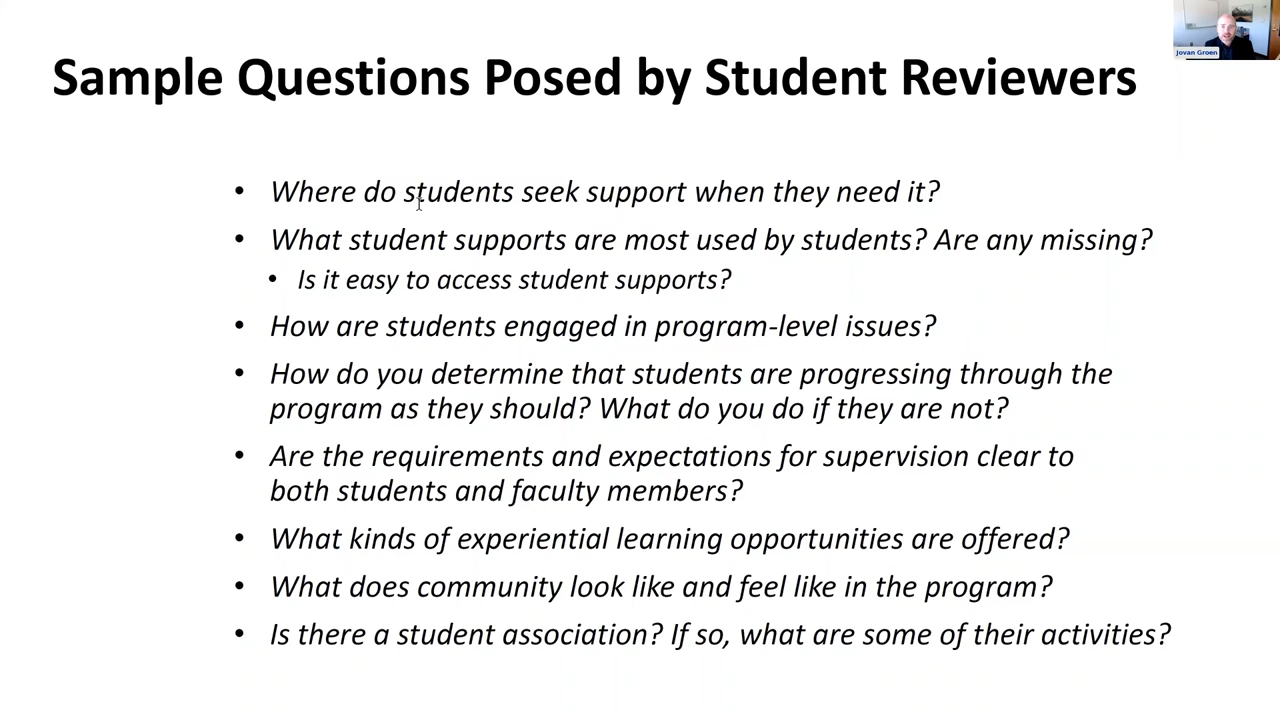 Jovan Groen
Sample Questions Posed by Student Reviewers
• Where do students seek support when they need it?
• What student supports are most used by students? Are any missing?
• Is it easy to access student supports?
• How are students engaged in program-level issues?
• How do you determine that students are progressing through the
program as they should? What do you do if they are not?
• Are the requirements and expectations for supervision clear to
both students and faculty members?
• What kinds of experiential learning opportunities are offered?
• What does community look like and feel like in the program?
• Is there a student association? If so, what are some of their activities?